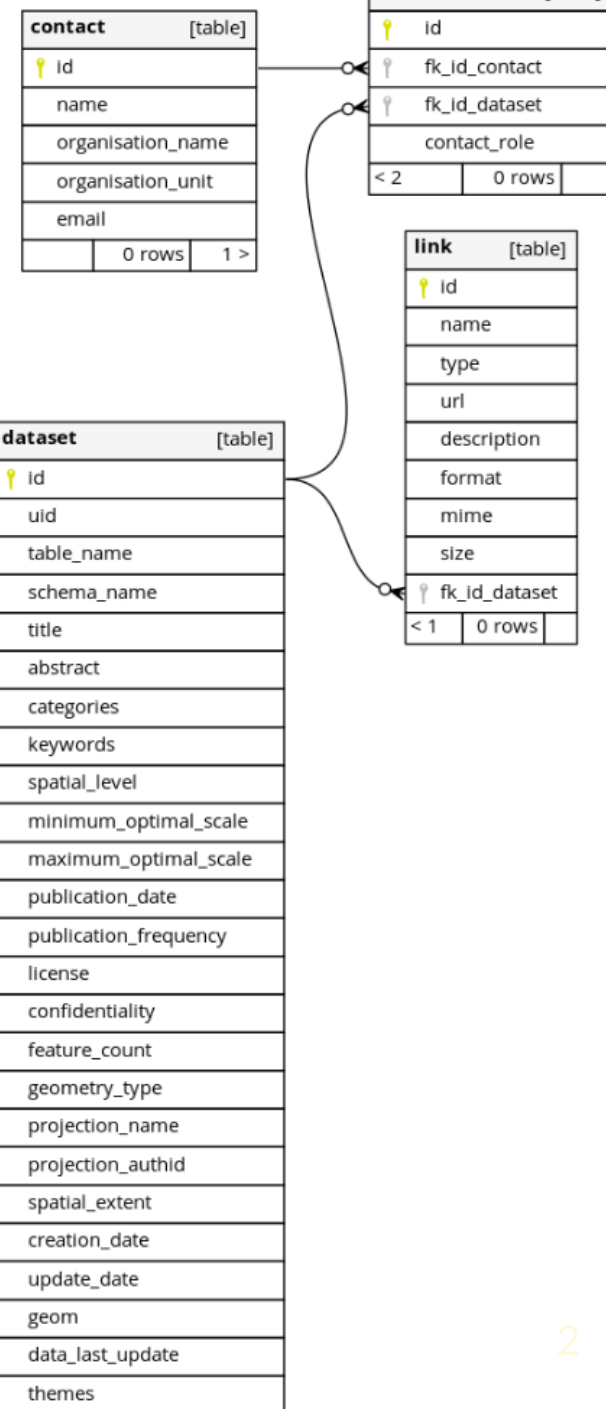 contact [table]
id
name
organisation_name
organisation_unit
email
0 rows 1 >
id
fk_id_contact
fk_id_dataset
contact_role
< 2 0 rows
link [table]
id
name
type
url
description
format
mime
size
fk_id_dataset
< 1 0 rows
dataset [table]
id
uid
table_name
schema_name
title
abstract
categories
keywords
spatial_level
minimum_optimal_scale
maximum_optimal_scale
publication_date
publication_frequency
license
confidentiality
feature_count
geometry_type
projection_name
projection_authid
spatial_extent
creation_date
update_date
geom
data_last_update
themes
2